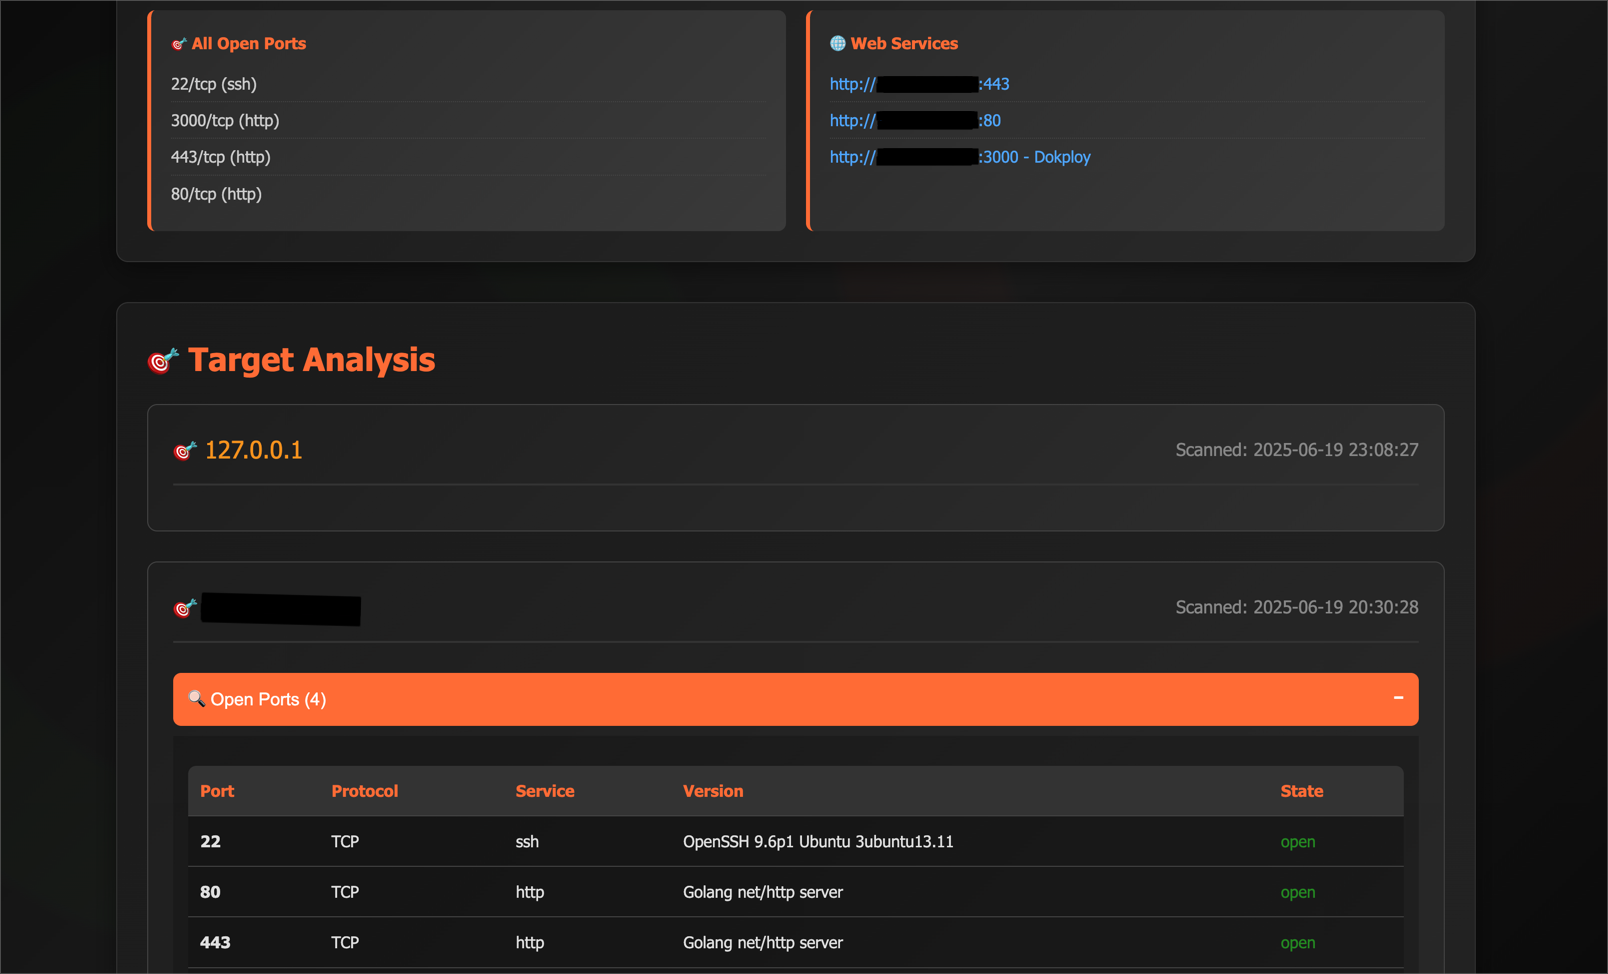 All Open Ports
22/tcp (ssh)
3000/tcp (http)
443/tcp (http)
80/tcp (http)
Web Services
http:// :443
http:// :80
http:// :3000 - Dokploy
Target Analysis
127.0.0.1
Scanned: 2025-06-19 23:08:27
Scanned: 2025-06-19 20:30:28
Open Ports (4) −
Port Protocol Service Version State
22 TCP ssh OpenSSH 9.6p1 Ubuntu 3ubuntu13.11 open
80 TCP http Golang net/http server open
443 TCP http Golang net/http server open